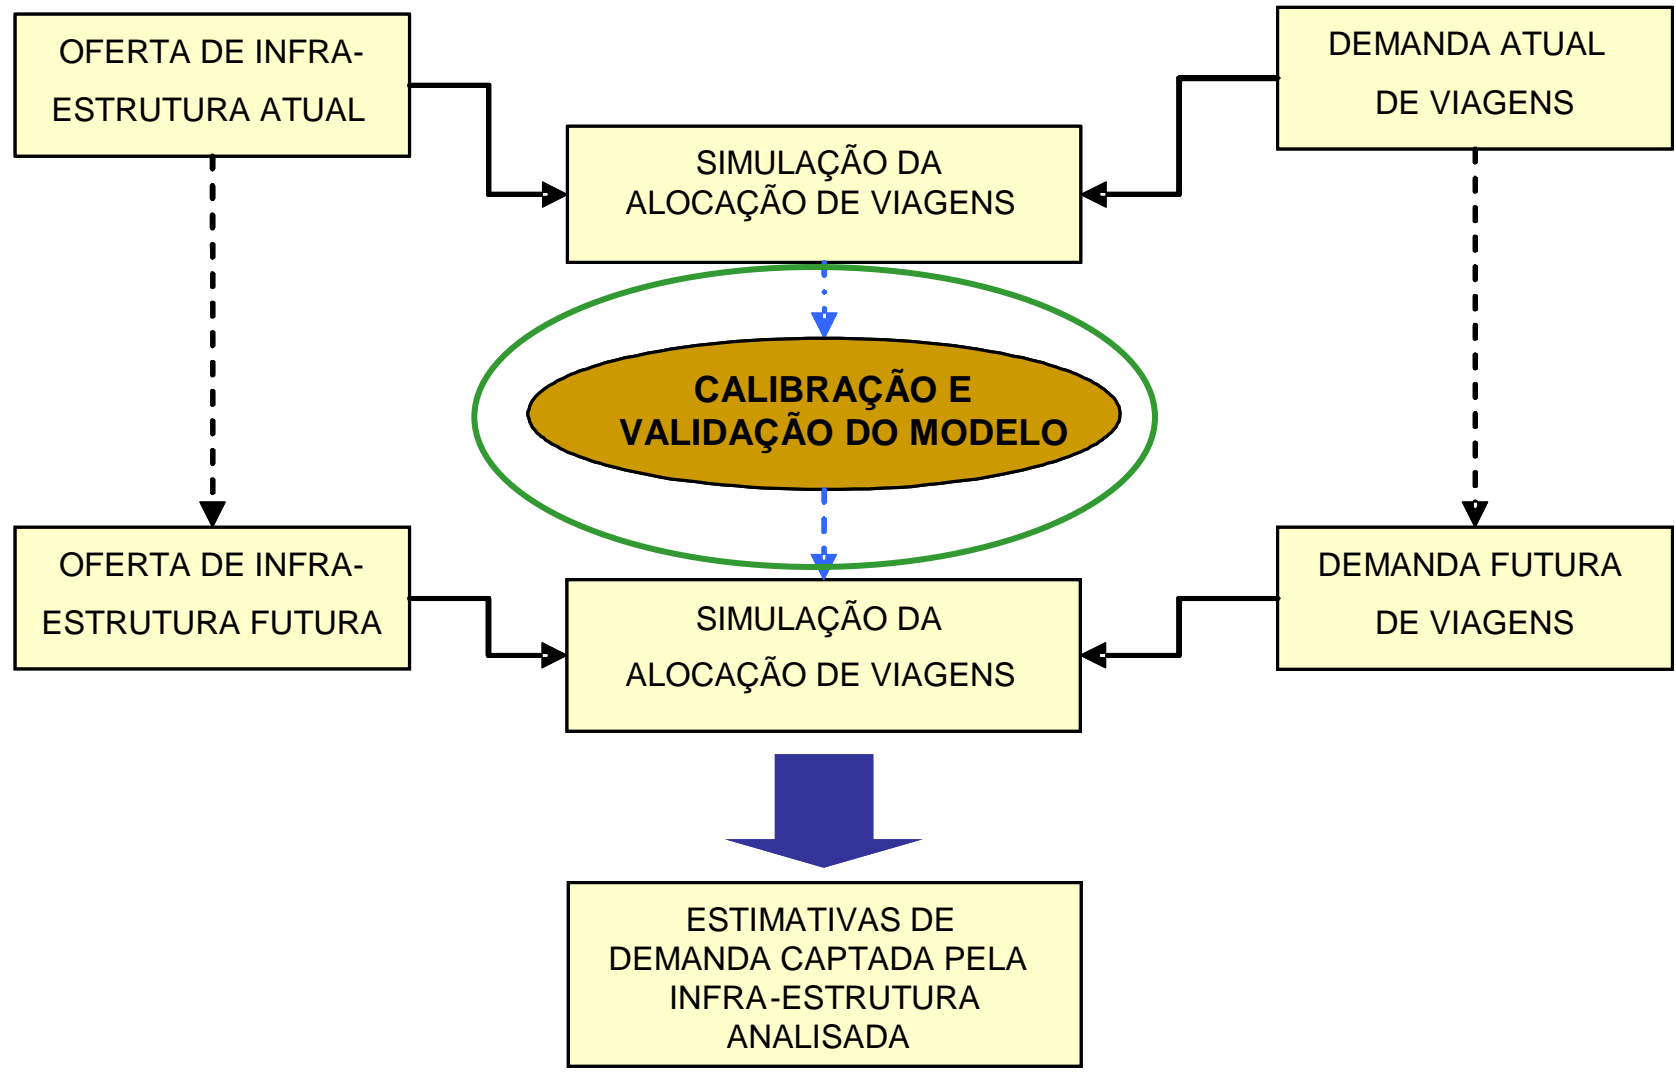 OFERTA DE INFRA-
ESTRUTURA ATUAL
DEMANDA ATUAL
DE VIAGENS
SIMULAÇÃO DA
ALOCAÇÃO DE VIAGENS
CALIBRAÇÃO E
VALIDAÇÃO DO MODELO
OFERTA DE INFRA-
ESTRUTURA FUTURA
DEMANDA FUTURA
DE VIAGENS
SIMULAÇÃO DA
ALOCAÇÃO DE VIAGENS
ESTIMATIVAS DE
DEMANDA CAPTADA PELA
INFRA-ESTRUTURA
ANALISADA